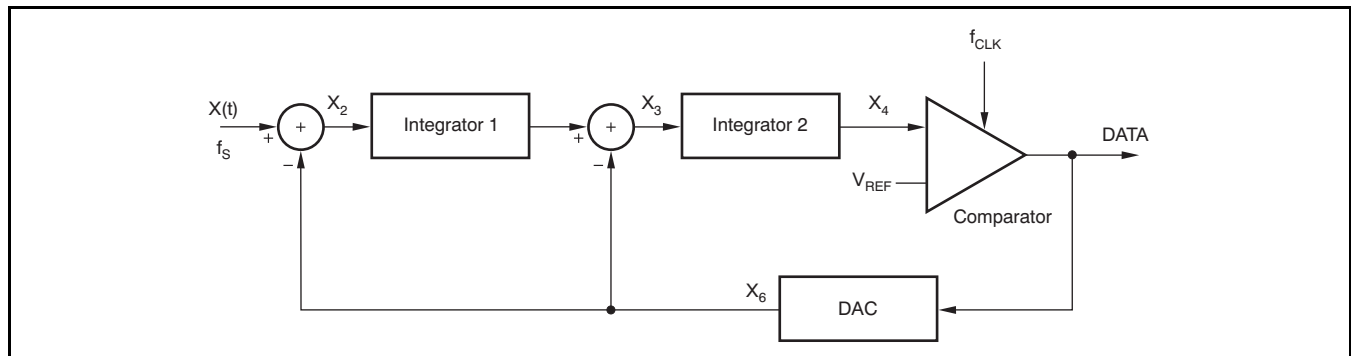 f_CLK
X(t)
X_2
X_3
X_4
+
+
+
+
Integrator 1
Integrator 2
DATA
f_S
−
−
V_REF
Comparator
X_6
DAC